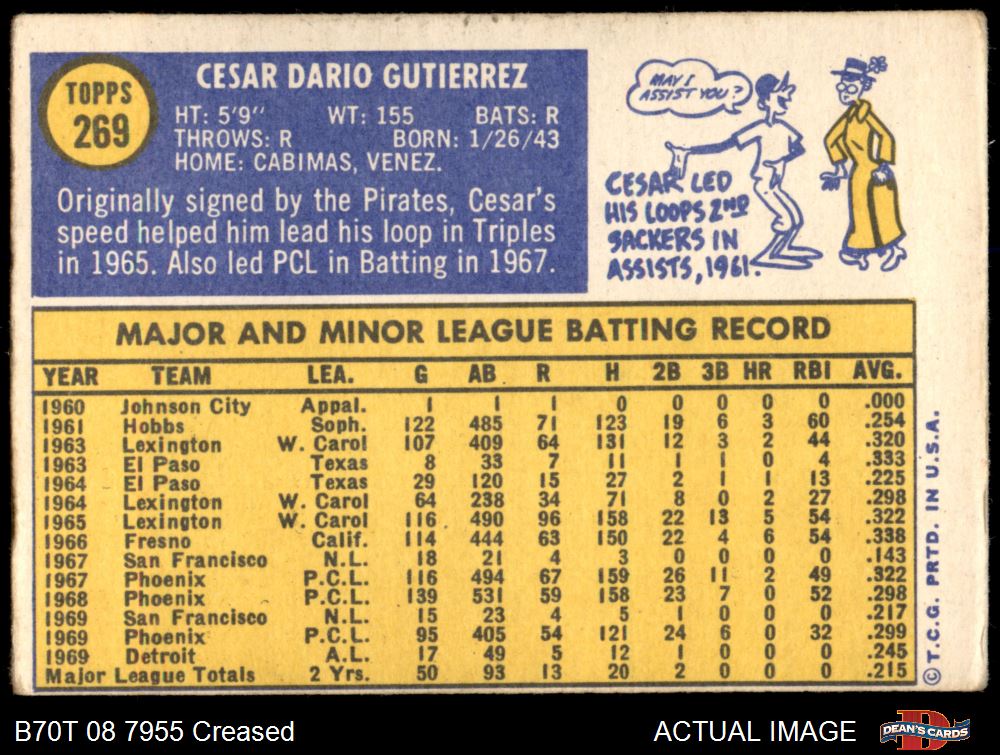 TOPPS
269
CESAR DARIO GUTIERREZ
HT: 5'9" WT: 155 BATS: R
THROWS: R BORN: 1/26/43
HOME: CABIMAS, VENEZ.
Originally signed by the Pirates, Cesar's
speed helped him lead his loop in Triples
in 1965. Also led PCL in Batting in 1967.
MAY I
ASSIST YOU?
CESAR LED
HIS LOOPS 2ND
SACKERS IN
ASSISTS, 1961.
MAJOR AND MINOR LEAGUE BATTING RECORD
YEAR TEAM LEA. G AB R H 2B 3B HR RBI AVG.
1960 Johnson City Appal. 1 1 1 0 0 0 0 0 .000
1961 Hobbs Soph. 122 485 71 123 19 6 3 60 .254
1963 Lexington W. Carol 107 409 64 131 12 3 2 44 .320
1963 El Paso Texas 8 33 7 11 1 1 0 4 .333
1964 El Paso Texas 29 120 15 27 2 1 1 13 .225
1964 Lexington W. Carol 64 238 34 71 8 0 2 27 .298
1965 Lexington W. Carol 116 490 96 158 22 13 5 54 .322
1966 Fresno Calif. 114 444 63 150 22 4 6 54 .338
1967 San Francisco N.L. 18 21 4 3 0 0 0 0 .143
1967 Phoenix P.C.L. 116 494 67 159 26 11 2 49 .322
1968 Phoenix P.C.L. 139 531 59 158 23 7 0 52 .298
1969 San Francisco N.L. 15 23 4 5 1 0 0 0 .217
1969 Phoenix P.C.L. 95 405 54 121 24 6 0 32 .299
1969 Detroit A.L. 17 49 5 12 1 0 0 0 .245
Major League Totals 2 Yrs. 50 93 13 20 2 0 0 0 .215
© T.C.G. PRTD. IN U.S.A.
B70T 08 7955 Creased
ACTUAL IMAGE
D
DEAN'S CARDS